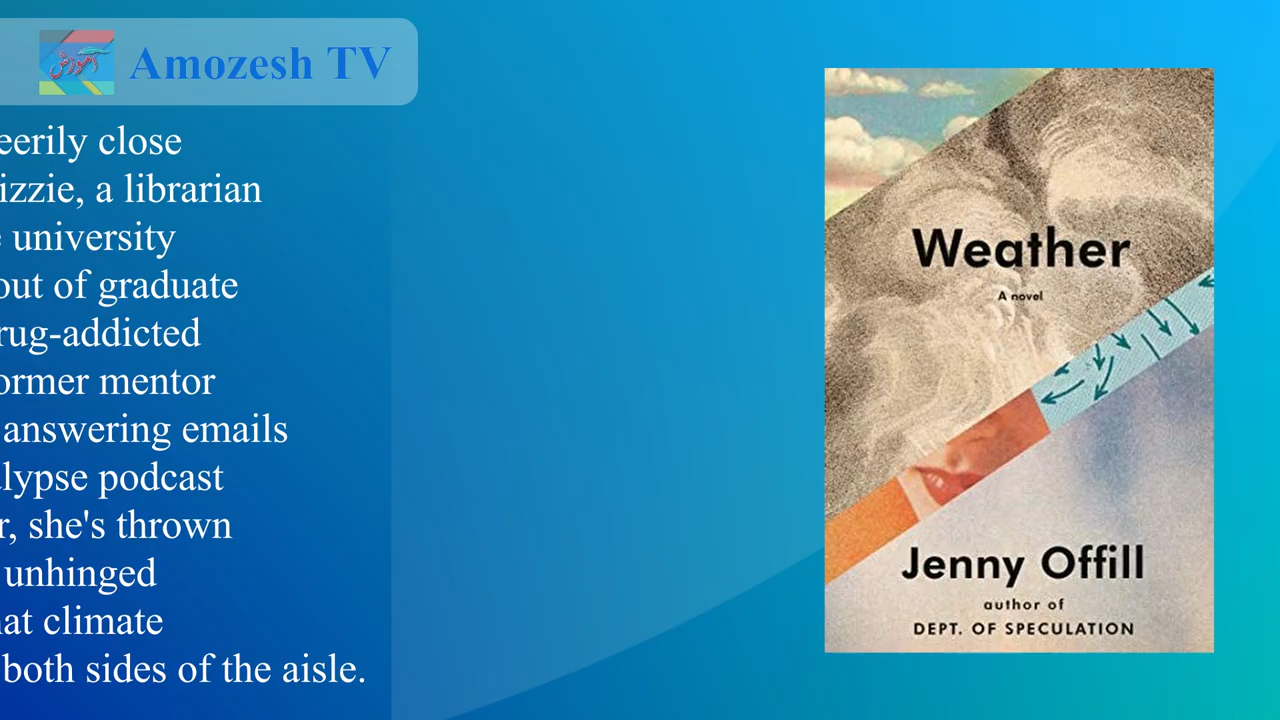 آموزش
Amozesh TV
eerily close
izzie, a librarian
university
out of graduate
rug-addicted
ormer mentor
answering emails
lypse podcast
r, she's thrown
unhinged
at climate
both sides of the aisle.
Weather
A novel
Jenny Offill
author of
DEPT. OF SPECULATION